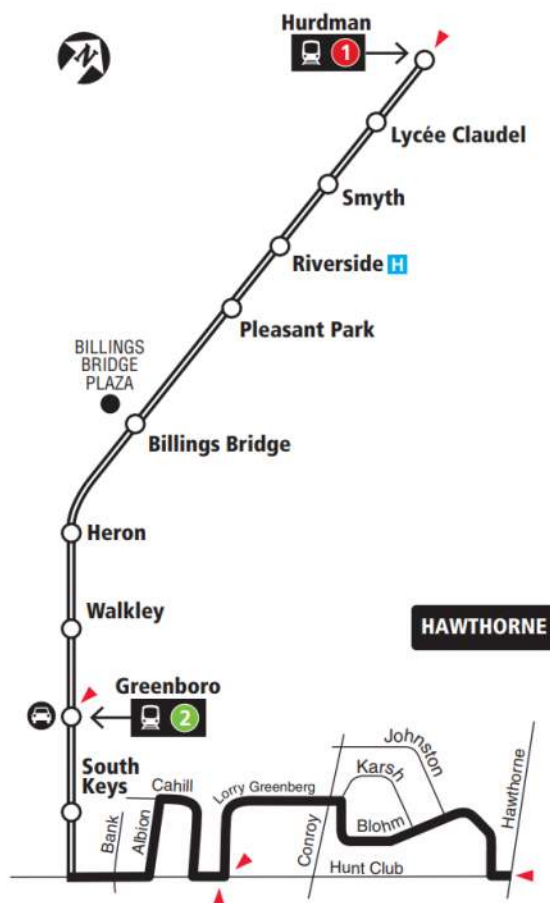 N
Hurdman
1
Lycée Claudel
Smyth
Riverside H
Pleasant Park
BILLINGS
BRIDGE
PLAZA
Billings Bridge
Heron
Walkley
HAWTHORNE
Greenboro
2
South
Keys
Bank
Albion
Cahill
Lorry Greenberg
Conroy
Karsh
Johnston
Blohm
Hunt Club
Hawthorne